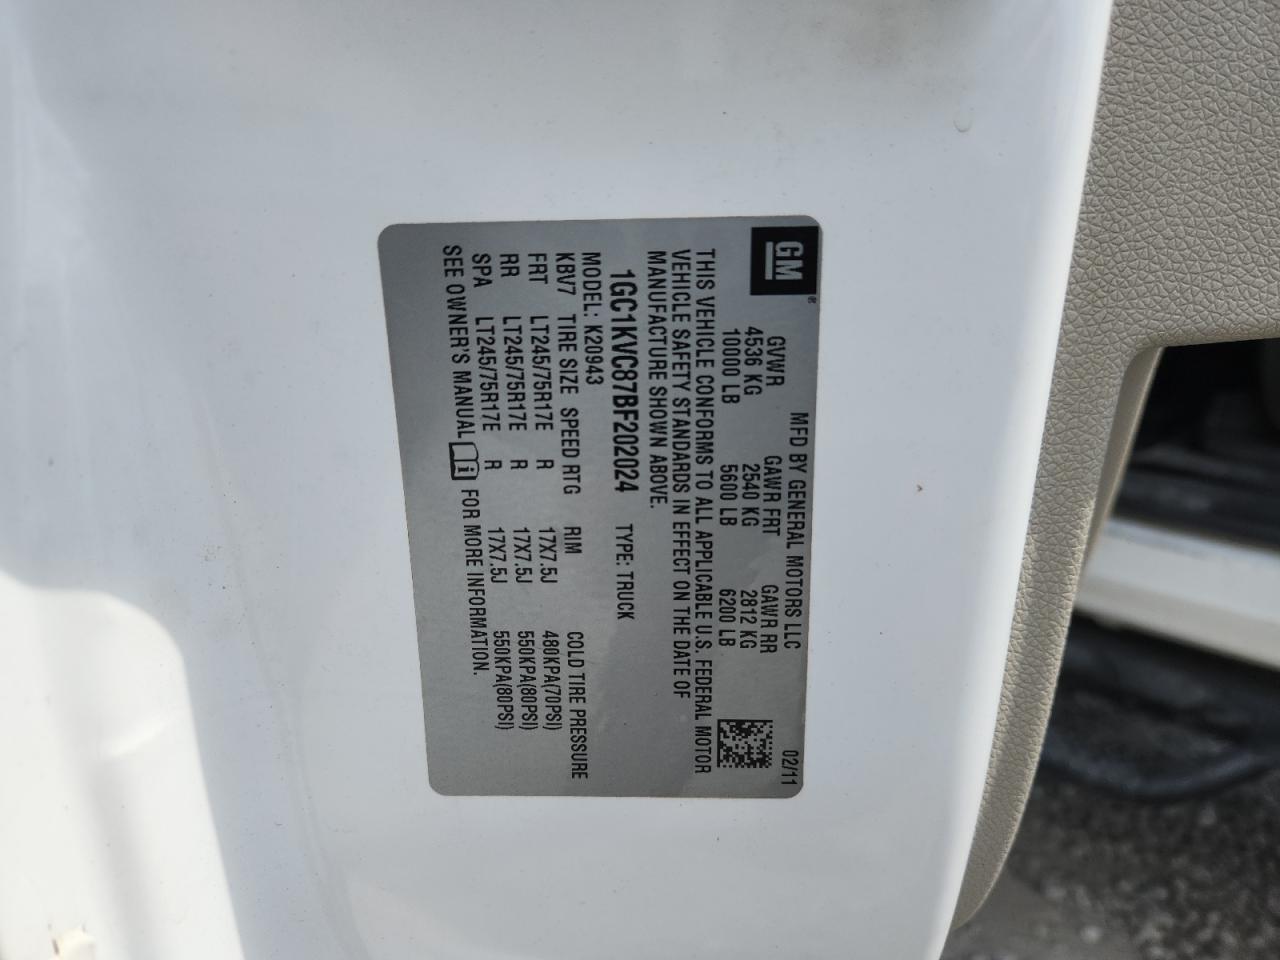 GM®
MFD BY GENERAL MOTORS LLC 02/11
GVWR GAWR FRT GAWR RR
4536 KG 2540 KG 2812 KG
10000 LB 5600 LB 6200 LB
THIS VEHICLE CONFORMS TO ALL APPLICABLE U.S. FEDERAL MOTOR
VEHICLE SAFETY STANDARDS IN EFFECT ON THE DATE OF
MANUFACTURE SHOWN ABOVE.
1GC1KVC87BF202024 TYPE: TRUCK
MODEL: K20943
KBV7 TIRE SIZE SPEED RTG RIM COLD TIRE PRESSURE
FRT LT245/75R17E R 17X7.5J 480KPA(70PSI)
RR LT245/75R17E R 17X7.5J 550KPA(80PSI)
SPA LT245/75R17E R 17X7.5J 550KPA(80PSI)
SEE OWNER'S MANUAL i FOR MORE INFORMATION.